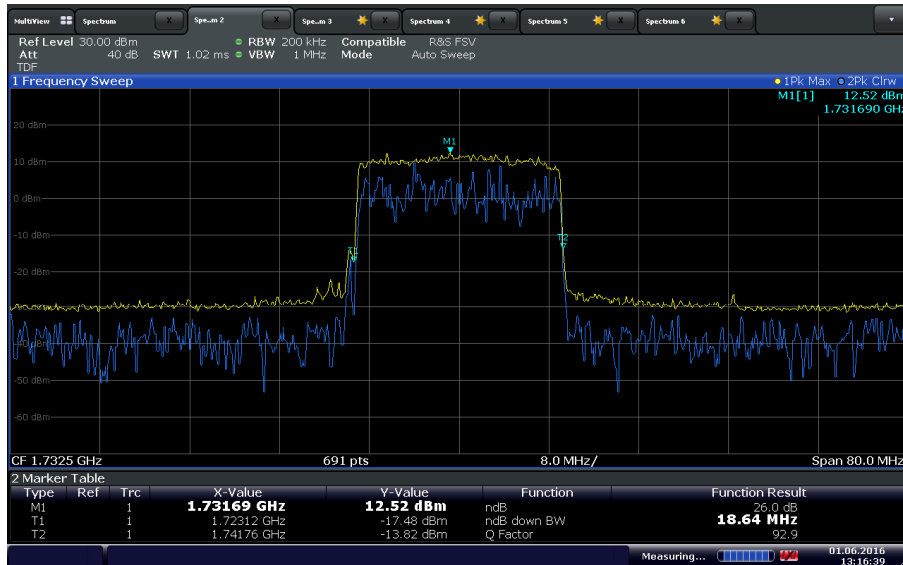 MultiView Spectrum X Spe...m 2 X Spe...m 3 X Spectrum 4 X Spectrum 5 X Spectrum 6 X
Ref Level 30.00 dBm RBW 200 kHz Compatible R&S FSV
Att 40 dB SWT 1.02 ms VBW 1 MHz Mode Auto Sweep
TDF
1 Frequency Sweep 1Pk Max 2Pk Clrw
M1[1] 12.52 dBm
1.731690 GHz
20 dBm
M1
10 dBm
0 dBm
-10 dBm
T2
T1
-20 dBm
-40 dBm
-50 dBm
-60 dBm
CF 1.7325 GHz 691 pts 8.0 MHz/ Span 80.0 MHz
2 Marker Table
Type Ref Trc X-Value Y-Value Function Function Result
M1 1 1.73169 GHz 12.52 dBm ndB 26.0 dB
T1 1 1.72312 GHz -17.48 dBm ndB down BW 18.64 MHz
T2 1 1.74176 GHz -13.82 dBm Q Factor 92.9
Measuring... 01.06.2016
13:16:39